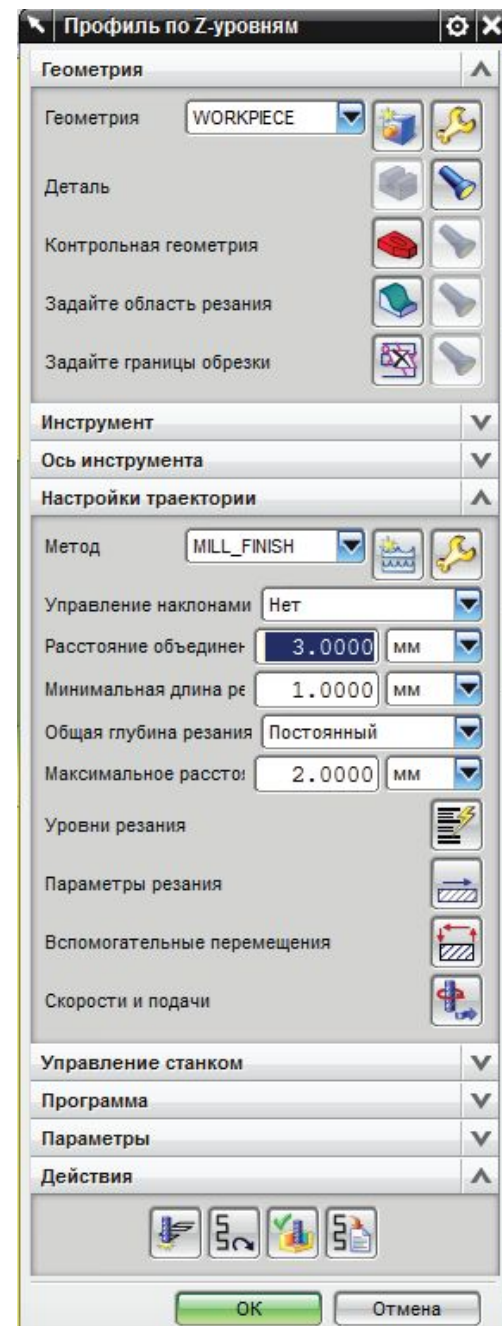 Профиль по Z-уровням
Геометрия
Геометрия WORKPIECE
Деталь
Контрольная геометрия
Задайте область резания
Задайте границы обрезки
Инструмент
Ось инструмента
Настройки траектории
Метод MILL_FINISH
Управление наклонами Нет
Расстояние объединен 3.0000 мм
Минимальная длина ре 1.0000 мм
Общая глубина резания Постоянный
Максимальное расстоя 2.0000 мм
Уровни резания
Параметры резания
Вспомогательные перемещения
Скорости и подачи
Управление станком
Программа
Параметры
Действия
ОК Отмена